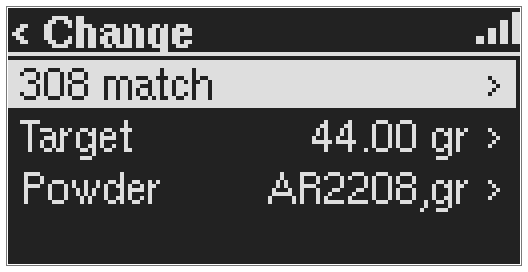 < Change
308 match >
Target 44.00 gr >
Powder AR2208,gr >